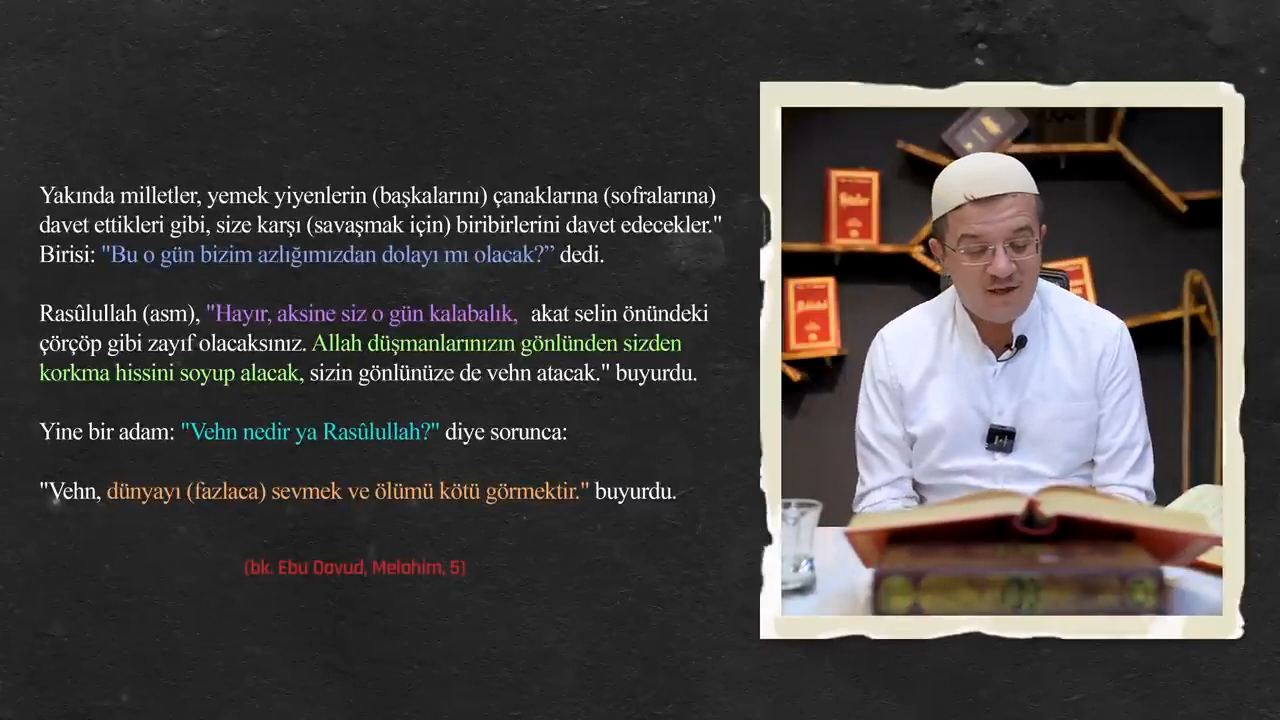 Yakında milletler, yemek yiyenlerin (başkalarını) çanaklarına (sofralarına)
davet ettikleri gibi, size karşı (savaşmak için) biribirlerini davet edecekler."
Birisi: "Bu o gün bizim azlığımızdan dolayı mı olacak?” dedi.
Rasûlullah (asm), "Hayır, aksine siz o gün kalabalık, akat selin önündeki
çörçöp gibi zayıf olacaksınız. Allah düşmanlarınızın gönlünden sizden
korkma hissini soyup alacak, sizin gönlünüze de vehn atacak." buyurdu.
Yine bir adam: "Vehn nedir ya Rasûlullah?" diye sorunca:
"Vehn, dünyayı (fazlaca) sevmek ve ölümü kötü görmektir." buyurdu.
(bk. Ebu Davud, Melahim, 5)